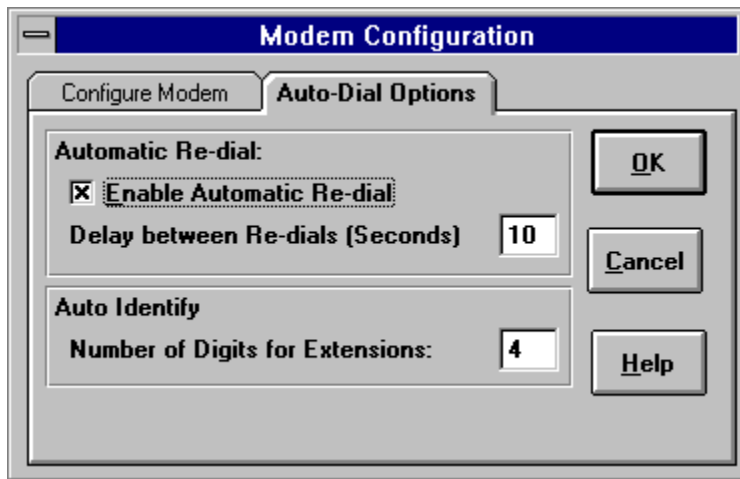 Modem Configuration
Configure Modem
Auto-Dial Options
Automatic Re-dial:
Enable Automatic Re-dial
Delay between Re-dials (Seconds) 10
Auto Identify
Number of Digits for Extensions: 4
OK
Cancel
Help